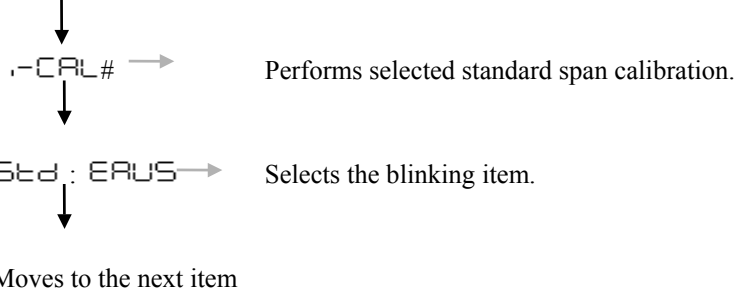 ,-CAL# Performs selected standard span calibration.
Std : EAUS Selects the blinking item.
Moves to the next item